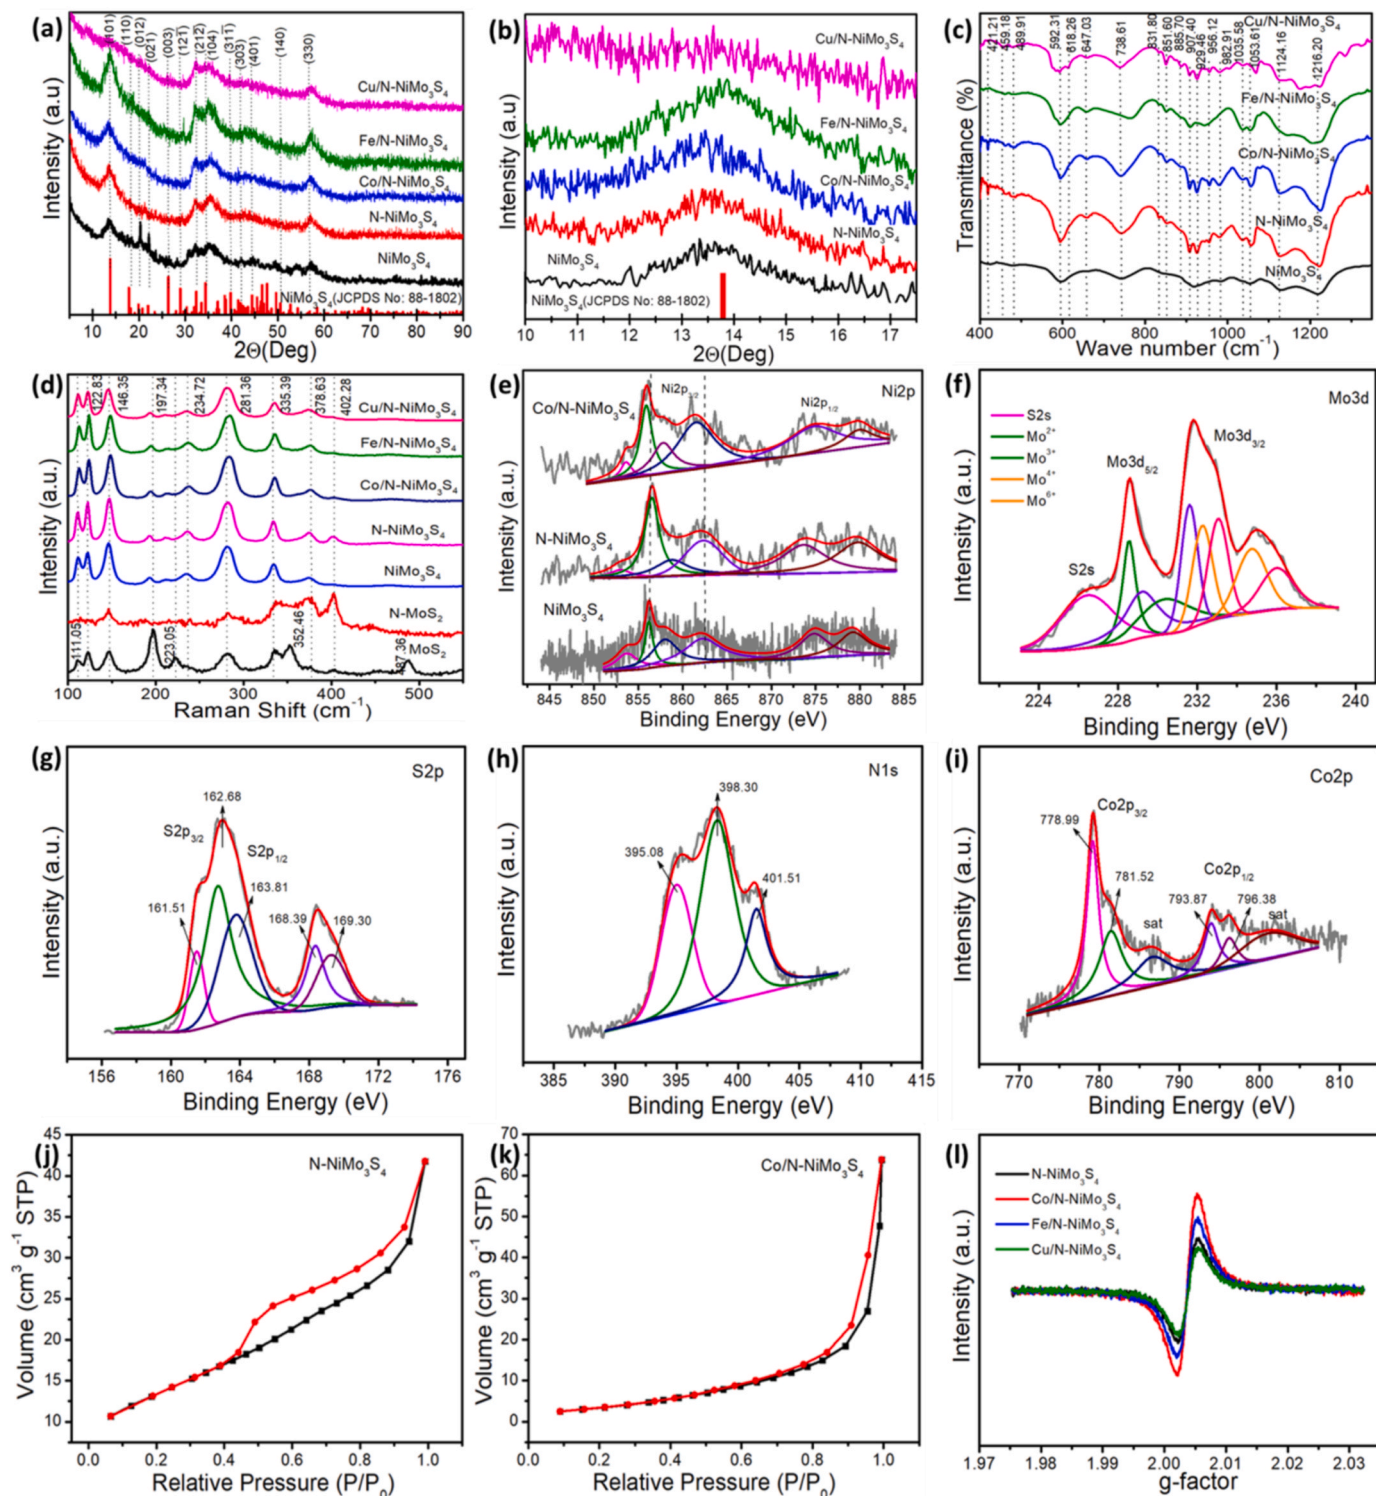 (a)
(101)
(110)
(012)
(021)
(003)
(12̄1)
(212)
(104)
(31̄1)
(303)
(401)
(140)
(330)
Cu/N-NiMo₃S₄
Fe/N-NiMo₃S₄
Co/N-NiMo₃S₄
N-NiMo₃S₄
NiMo₃S₄
NiMo₃S₄(JCPDS No: 88-1802)
Intensity (a.u)
10 20 30 40 50 60 70 80 90
2Θ(Deg)
(b)
Cu/N-NiMo₃S₄
Fe/N-NiMo₃S₄
Co/N-NiMo₃S₄
N-NiMo₃S₄
NiMo₃S₄
NiMo₃S₄(JCPDS No: 88-1802)
Intensity (a.u)
10 11 12 13 14 15 16 17
2Θ(Deg)
(c)
421.21
459.18
489.91
592.31
618.26
647.03
738.61
831.80
851.60
885.70
907.40
929.46
956.12
982.91
1035.58
1053.61
1124.16
1216.20
Cu/N-NiMo₃S₄
Fe/N-NiMo₃S₄
Co/N-NiMo₃S₄
N-NiMo₃S₄
NiMo₃S₄
Transmittance (%)
400 600 800 1000 1200
Wave number (cm⁻¹)
(d)
122.83
146.35
197.34
234.72
281.36
335.39
378.63
402.28
Cu/N-NiMo₃S₄
Fe/N-NiMo₃S₄
Co/N-NiMo₃S₄
N-NiMo₃S₄
NiMo₃S₄
N-MoS₂
MoS₂
111.05
223.05
352.46
487.36
Intensity (a.u.)
100 200 300 400 500
Raman Shift (cm⁻¹)
(e)
Ni2p
Ni2p₃/₂
Ni2p₁/₂
Co/N-NiMo₃S₄
N-NiMo₃S₄
NiMo₃S₄
Intensity (a.u.)
845 850 855 860 865 870 875 880 885
Binding Energy (eV)
(f)
Mo3d
S2s
Mo²⁺
Mo³⁺
Mo⁴⁺
Mo⁶⁺
S2s
Mo3d₅/₂
Mo3d₃/₂
Intensity (a.u.)
224 228 232 236 240
Binding Energy (eV)
(g)
S2p
162.68
S2p₃/₂
S2p₁/₂
163.81
161.51
168.39
169.30
Intensity (a.u.)
156 160 164 168 172 176
Binding Energy (eV)
(h)
N1s
398.30
395.08
401.51
Intensity (a.u.)
385 390 395 400 405 410 415
Binding Energy (eV)
(i)
Co2p
Co2p₃/₂
778.99
781.52
Co2p₁/₂
793.87
796.38
sat
sat
Intensity (a.u.)
770 780 790 800 810
Binding Energy (eV)
(j)
N-NiMo₃S₄
45
40
35
30
25
20
15
10
Volume (cm³ g⁻¹ STP)
0.0 0.2 0.4 0.6 0.8 1.0
Relative Pressure (P/P₀)
(k)
Co/N-NiMo₃S₄
70
60
50
40
30
20
10
0
Volume (cm³ g⁻¹ STP)
0.0 0.2 0.4 0.6 0.8 1.0
Relative Pressure (P/P₀)
(l)
N-NiMo₃S₄
Co/N-NiMo₃S₄
Fe/N-NiMo₃S₄
Cu/N-NiMo₃S₄
Intensity (a.u.)
1.97 1.98 1.99 2.00 2.01 2.02 2.03
g-factor